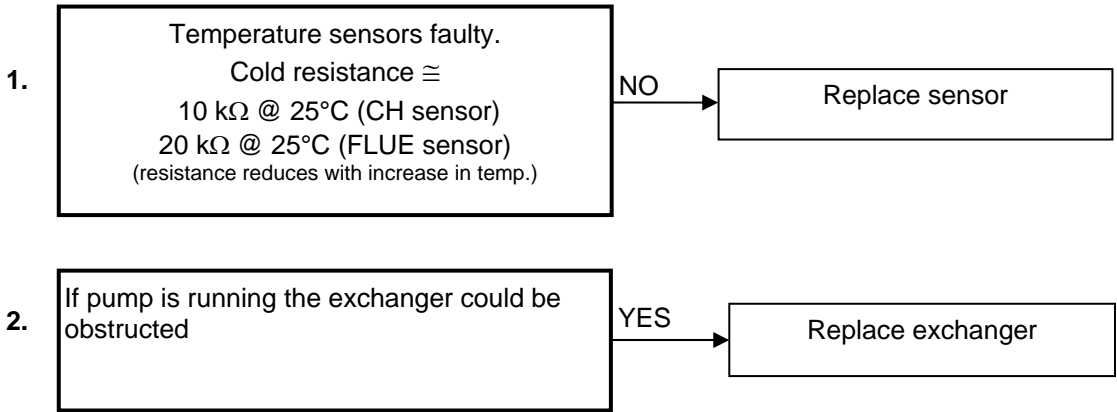 1.
Temperature sensors faulty.
Cold resistance ≅
10 kΩ @ 25°C (CH sensor)
20 kΩ @ 25°C (FLUE sensor)
(resistance reduces with increase in temp.)
NO
Replace sensor
2.
If pump is running the exchanger could be
obstructed
YES
Replace exchanger